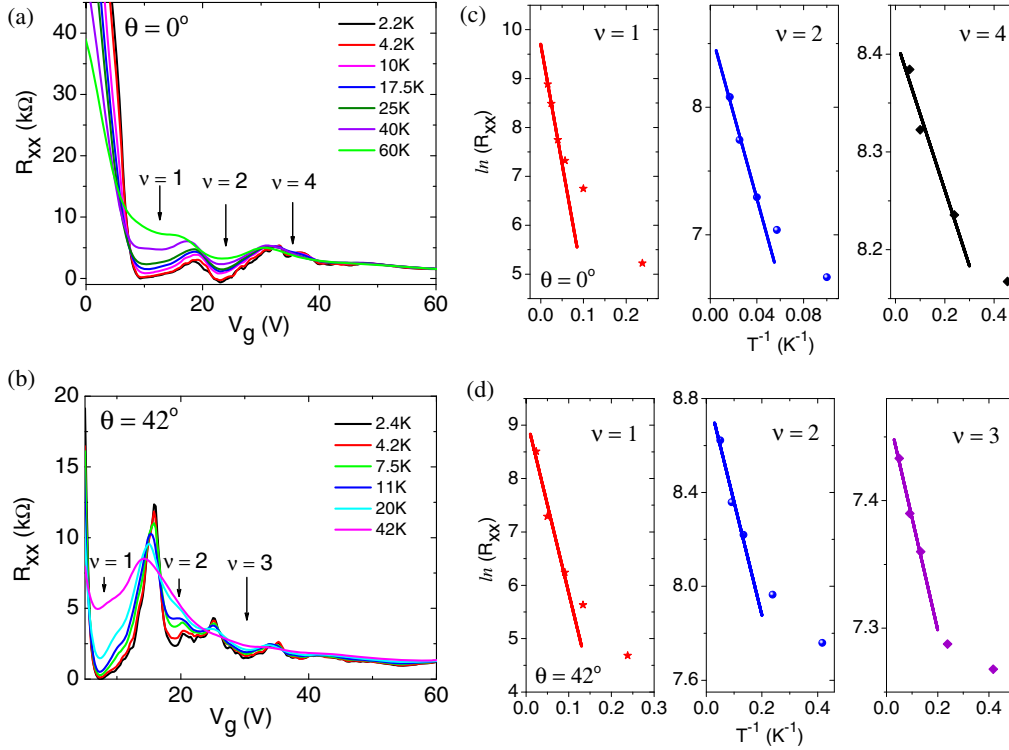 (a)
θ = 0°
2.2K
4.2K
10K
17.5K
25K
40K
60K
ν = 1
ν = 2
ν = 4
R_XX (kΩ)
40
30
20
10
0
0 20 40 60
V_g (V)
(b)
θ = 42°
2.4K
4.2K
7.5K
11K
20K
42K
ν = 1
ν = 2
ν = 3
R_XX (kΩ)
20
15
10
5
0
20 40 60
V_g (V)
(c)
ν = 1
ln (R_XX)
11
10
9
8
7
6
5
θ = 0°
0.0 0.1 0.2
ν = 2
8
7
0.00 0.04 0.08
T⁻¹ (K⁻¹)
ν = 4
8.4
8.3
8.2
0.0 0.2 0.4
(d)
ν = 1
ln (R_XX)
9
8
7
6
5
4
θ = 42°
0.0 0.1 0.2 0.3
ν = 2
8.8
8.4
8.0
7.6
0.0 0.2 0.4
T⁻¹ (K⁻¹)
ν = 3
7.4
7.3
0.0 0.2 0.4